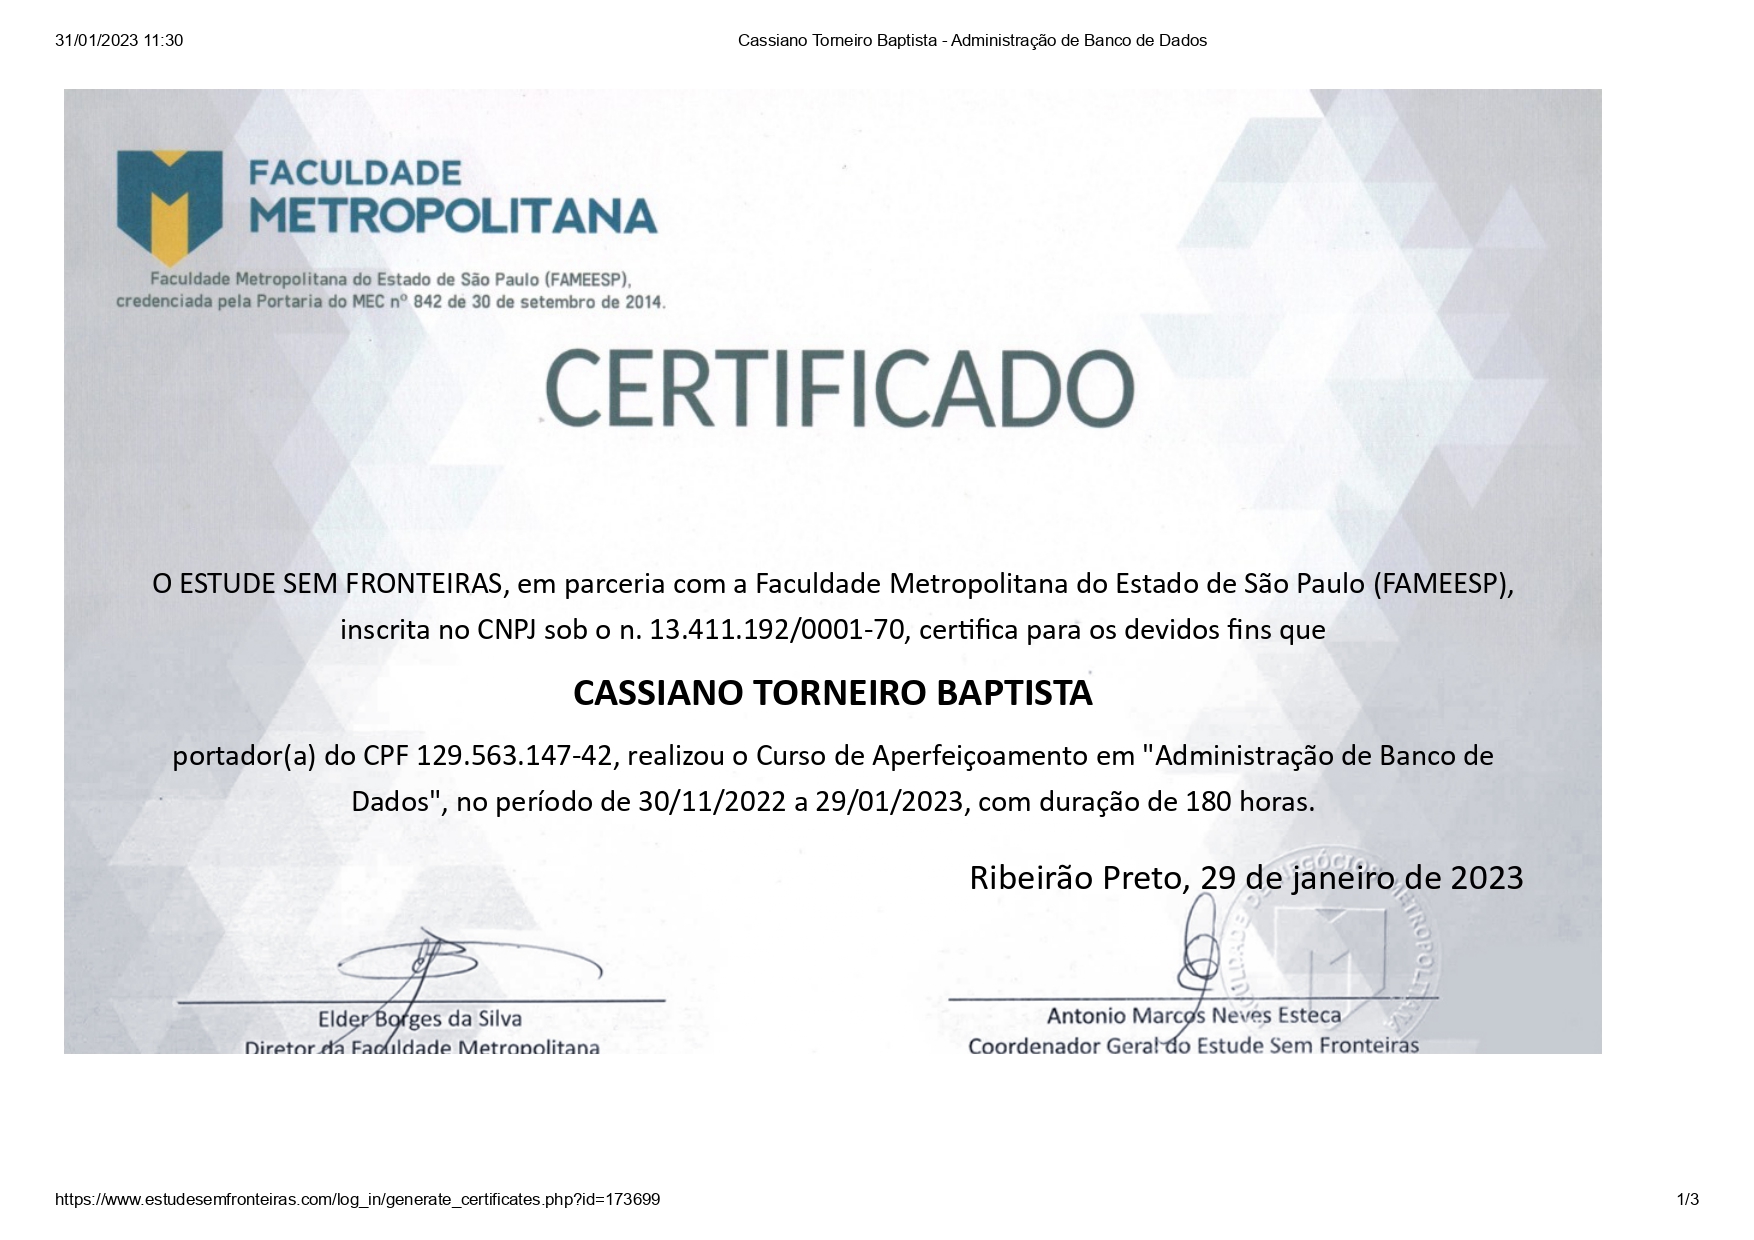 31/01/2023 11:30
Cassiano Torneiro Baptista - Administração de Banco de Dados
FACULDADE
METROPOLITANA
Faculdade Metropolitana do Estado de São Paulo (FAMEESP),
credenciada pela Portaria do MEC nº 842 de 30 de setembro de 2014.
CERTIFICADO
O ESTUDE SEM FRONTEIRAS, em parceria com a Faculdade Metropolitana do Estado de São Paulo (FAMEESP),
inscrita no CNPJ sob o n. 13.411.192/0001-70, certifica para os devidos fins que
CASSIANO TORNEIRO BAPTISTA
portador(a) do CPF 129.563.147-42, realizou o Curso de Aperfeiçoamento em "Administração de Banco de
Dados", no período de 30/11/2022 a 29/01/2023, com duração de 180 horas.
Ribeirão Preto, 29 de janeiro de 2023
FACULDADE DE NEGÓCIOS METROPOLITANA
Elder Borges da Silva
Diretor da Faculdade Metropolitana
Antonio Marcos Neves Esteca
Coordenador Geral do Estude Sem Fronteiras
https://www.estudesemfronteiras.com/log_in/generate_certificates.php?id=173699
1/3